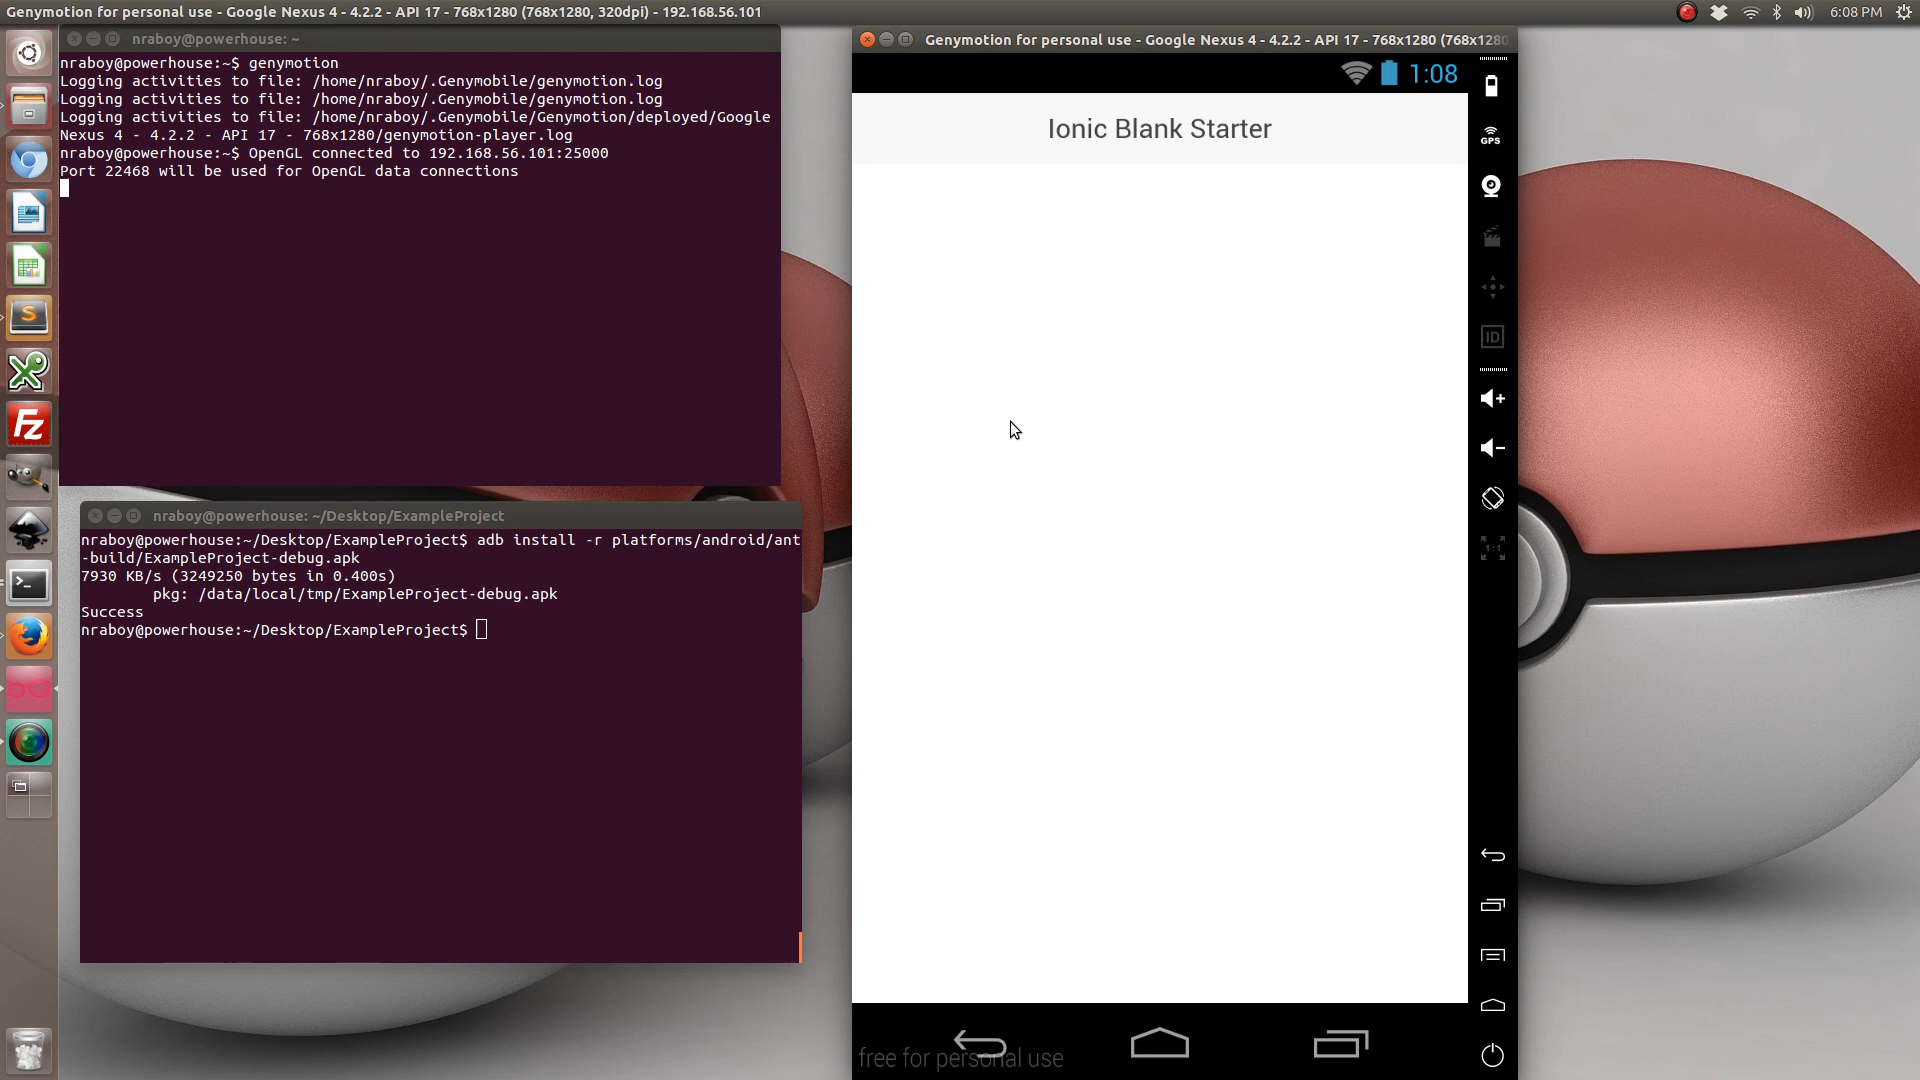 Genymotion for personal use - Google Nexus 4 - 4.2.2 - API 17 - 768x1280 (768x1280, 320dpi) - 192.168.56.101
6:08 PM
nraboy@powerhouse: ~
nraboy@powerhouse:~$ genymotion
Logging activities to file: /home/nraboy/.Genymobile/genymotion.log
Logging activities to file: /home/nraboy/.Genymobile/genymotion.log
Logging activities to file: /home/nraboy/.Genymobile/Genymotion/deployed/Google
Nexus 4 - 4.2.2 - API 17 - 768x1280/genymotion-player.log
nraboy@powerhouse:~$ OpenGL connected to 192.168.56.101:25000
Port 22468 will be used for OpenGL data connections
nraboy@powerhouse: ~/Desktop/ExampleProject
nraboy@powerhouse:~/Desktop/ExampleProject$ adb install -r platforms/android/ant
-build/ExampleProject-debug.apk
7930 KB/s (3249250 bytes in 0.400s)
pkg: /data/local/tmp/ExampleProject-debug.apk
Success
nraboy@powerhouse:~/Desktop/ExampleProject$
Genymotion for personal use - Google Nexus 4 - 4.2.2 - API 17 - 768x1280 (768x1280
1:08
Ionic Blank Starter
GPS
ID
1:1
free for personal use
S
Fz